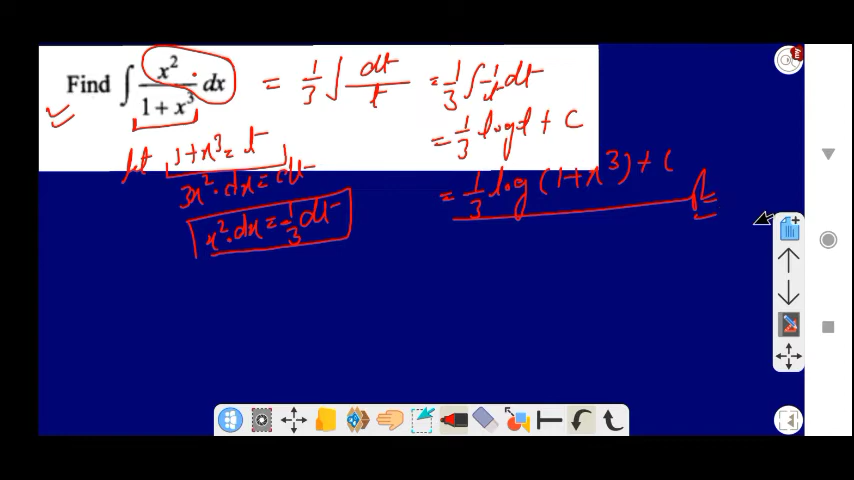 Find ∫ x²/(1 + x³) dx = 1/3 ∫ dt/t = 1/3 ∫ 1/t dt
= 1/3 log t + C
let 1+x³ = t
3x².dx = dt
= 1/3 log (1+x³) + C
x².dx = 1/3 dt